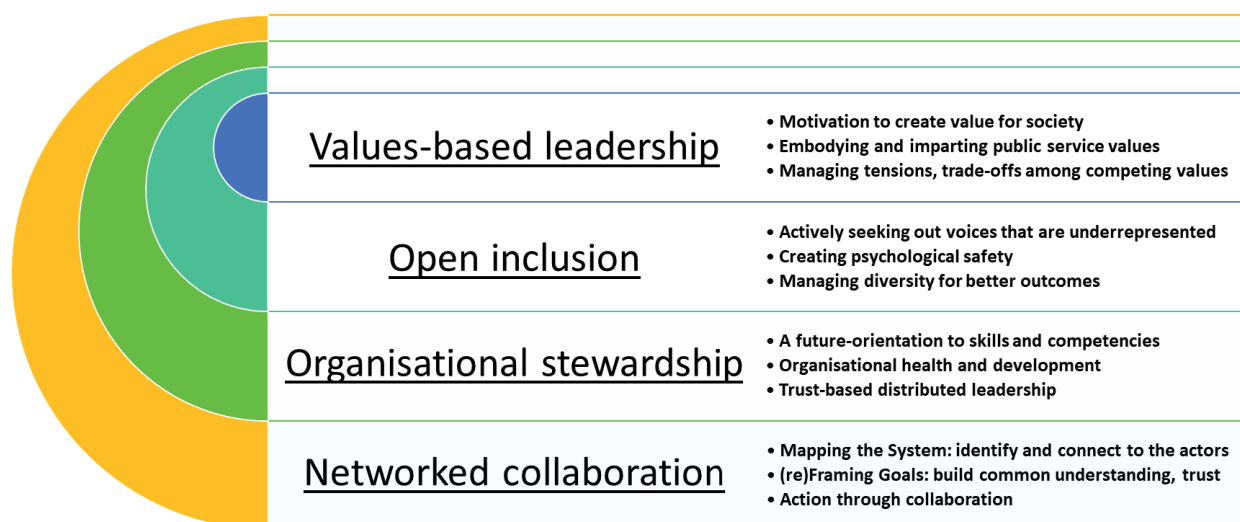 Values-based leadership
• Motivation to create value for society
• Embodying and imparting public service values
• Managing tensions, trade-offs among competing values
Open inclusion
• Actively seeking out voices that are underrepresented
• Creating psychological safety
• Managing diversity for better outcomes
Organisational stewardship
• A future-orientation to skills and competencies
• Organisational health and development
• Trust-based distributed leadership
Networked collaboration
• Mapping the System: identify and connect to the actors
• (re)Framing Goals: build common understanding, trust
• Action through collaboration